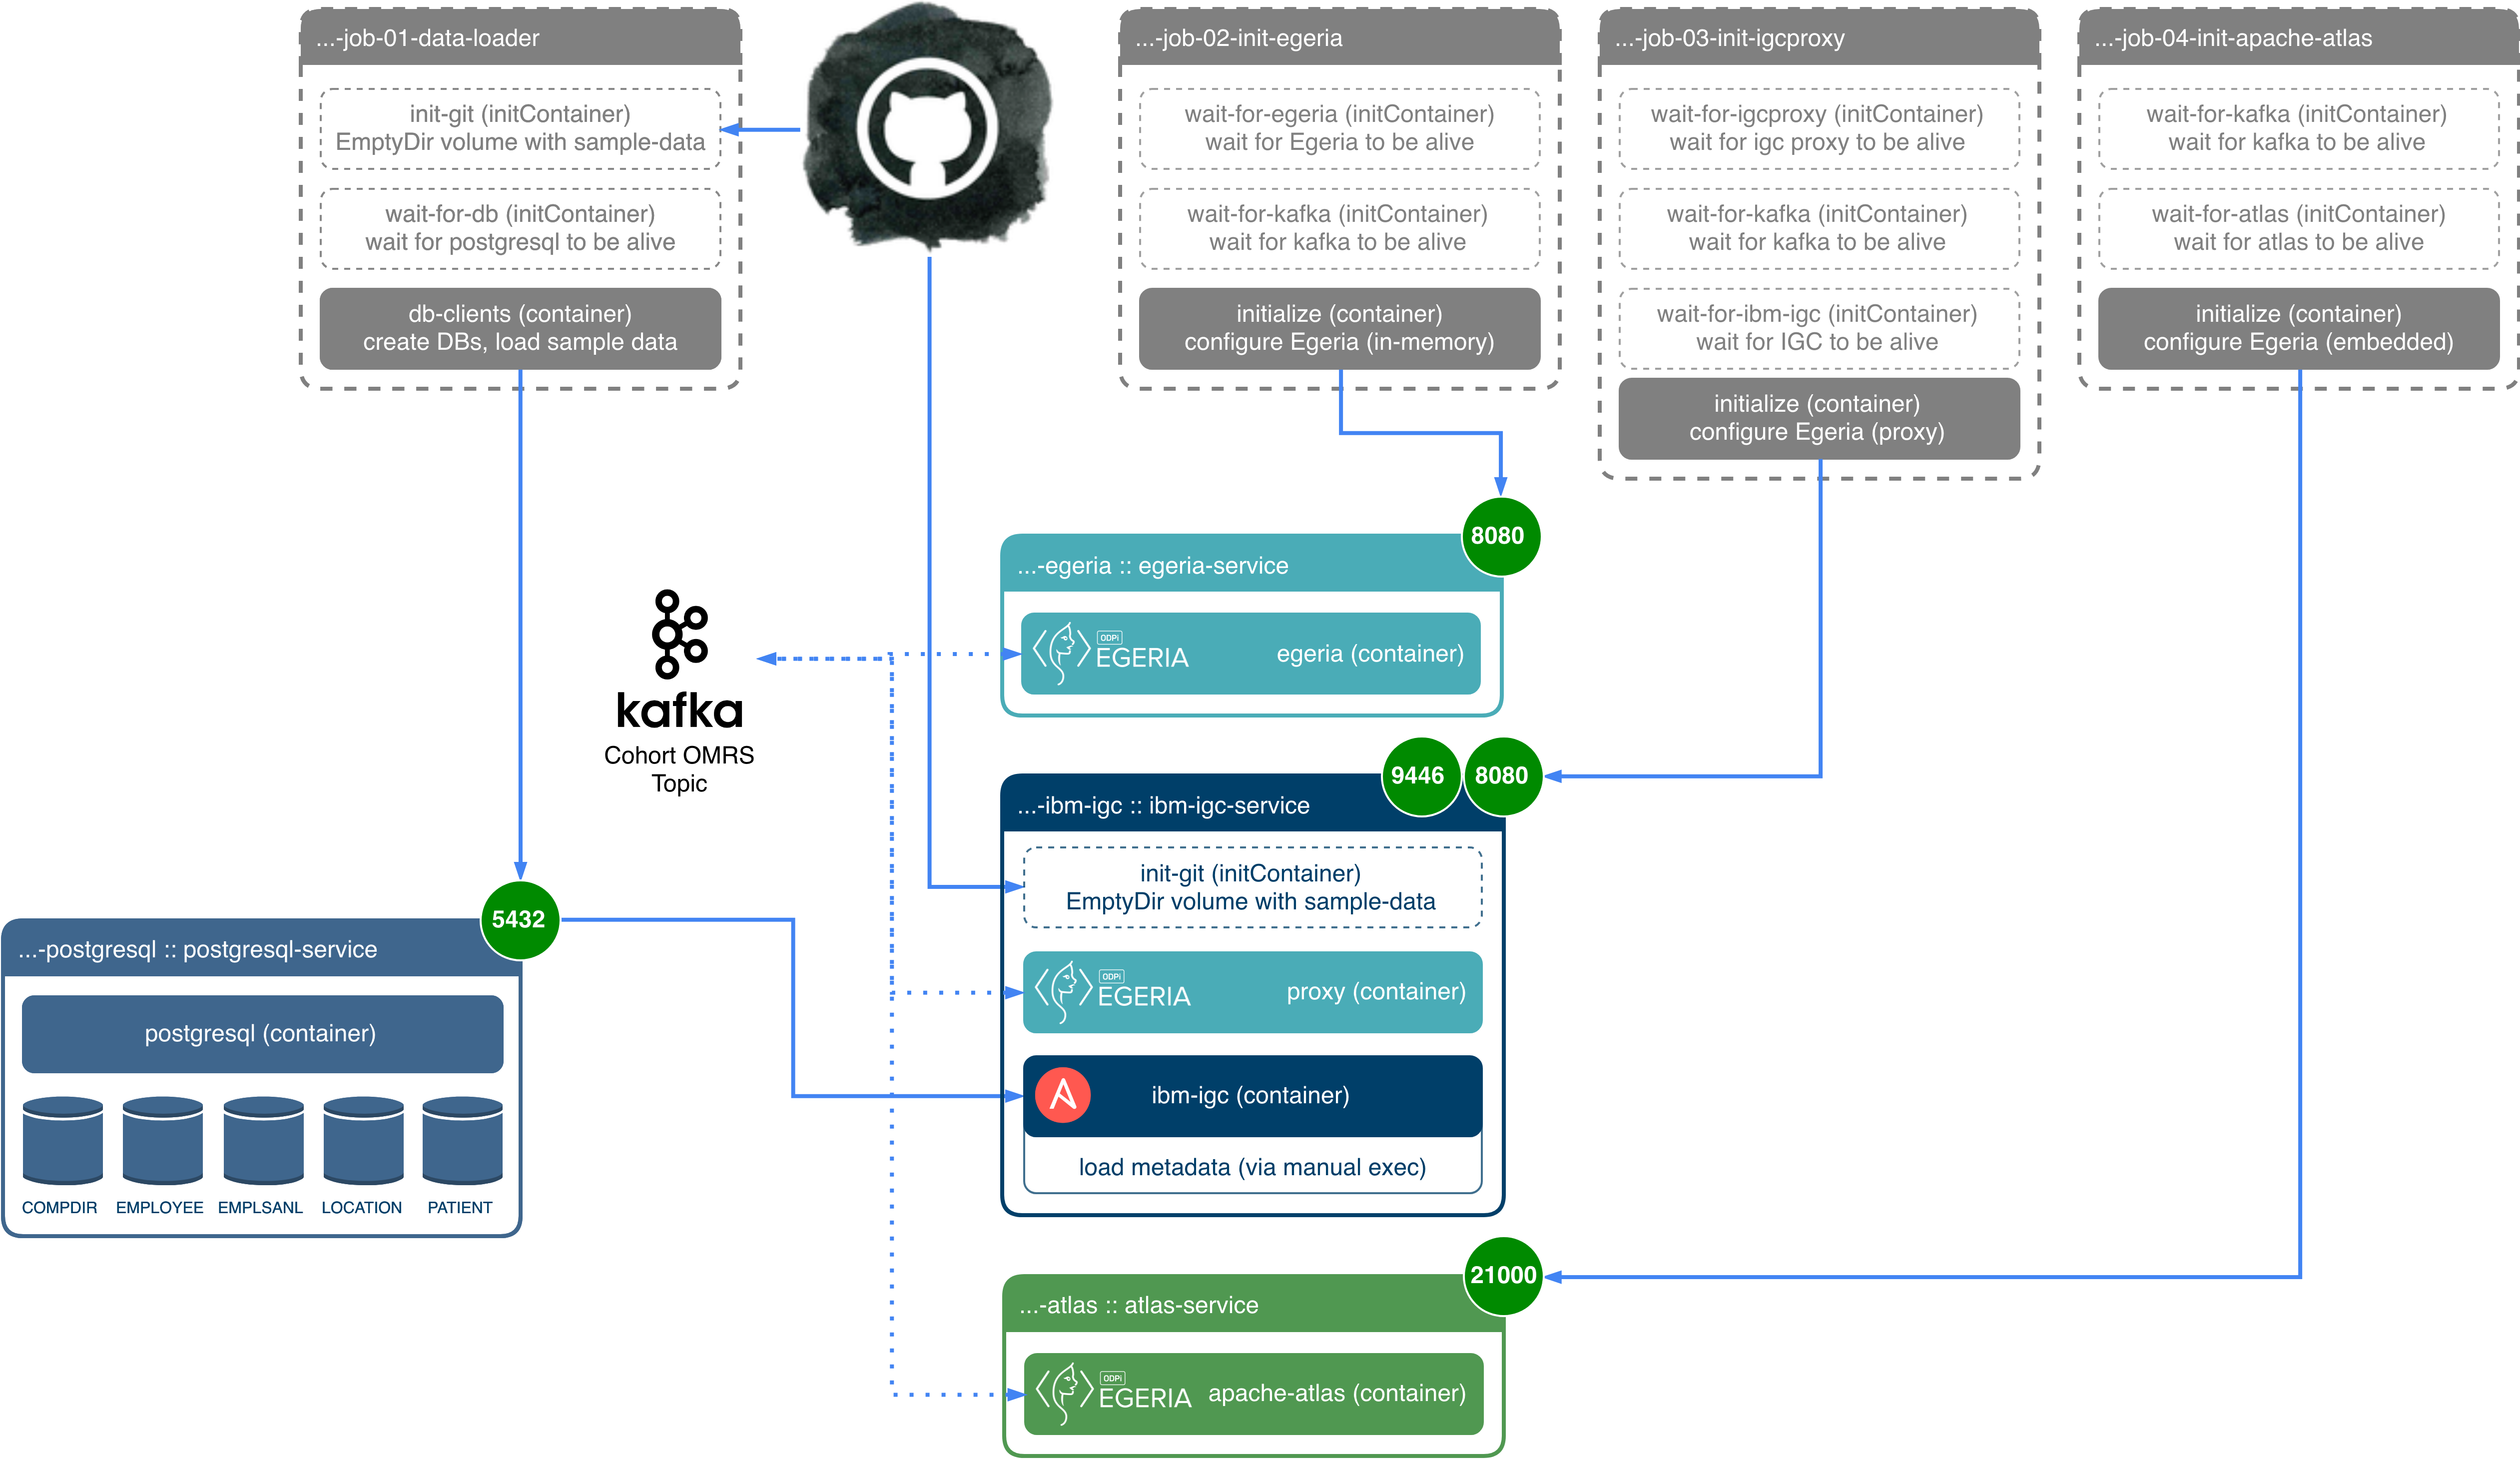 ...-job-01-data-loader
init-git (initContainer)
EmptyDir volume with sample-data
wait-for-db (initContainer)
wait for postgresql to be alive
db-clients (container)
create DBs, load sample data
...-job-02-init-egeria
wait-for-egeria (initContainer)
wait for Egeria to be alive
wait-for-kafka (initContainer)
wait for kafka to be alive
initialize (container)
configure Egeria (in-memory)
...-job-03-init-igcproxy
wait-for-igcproxy (initContainer)
wait for igc proxy to be alive
wait-for-kafka (initContainer)
wait for kafka to be alive
wait-for-ibm-igc (initContainer)
wait for IGC to be alive
initialize (container)
configure Egeria (proxy)
...-job-04-init-apache-atlas
wait-for-kafka (initContainer)
wait for kafka to be alive
wait-for-atlas (initContainer)
wait for atlas to be alive
initialize (container)
configure Egeria (embedded)
kafka
Cohort OMRS
Topic
8080
...-egeria :: egeria-service
ODPi
EGERIA
egeria (container)
9446
8080
...-ibm-igc :: ibm-igc-service
init-git (initContainer)
EmptyDir volume with sample-data
ODPi
EGERIA
proxy (container)
ibm-igc (container)
load metadata (via manual exec)
5432
...-postgresql :: postgresql-service
postgresql (container)
COMPDIR
EMPLOYEE
EMPLSANL
LOCATION
PATIENT
21000
...-atlas :: atlas-service
ODPi
EGERIA
apache-atlas (container)